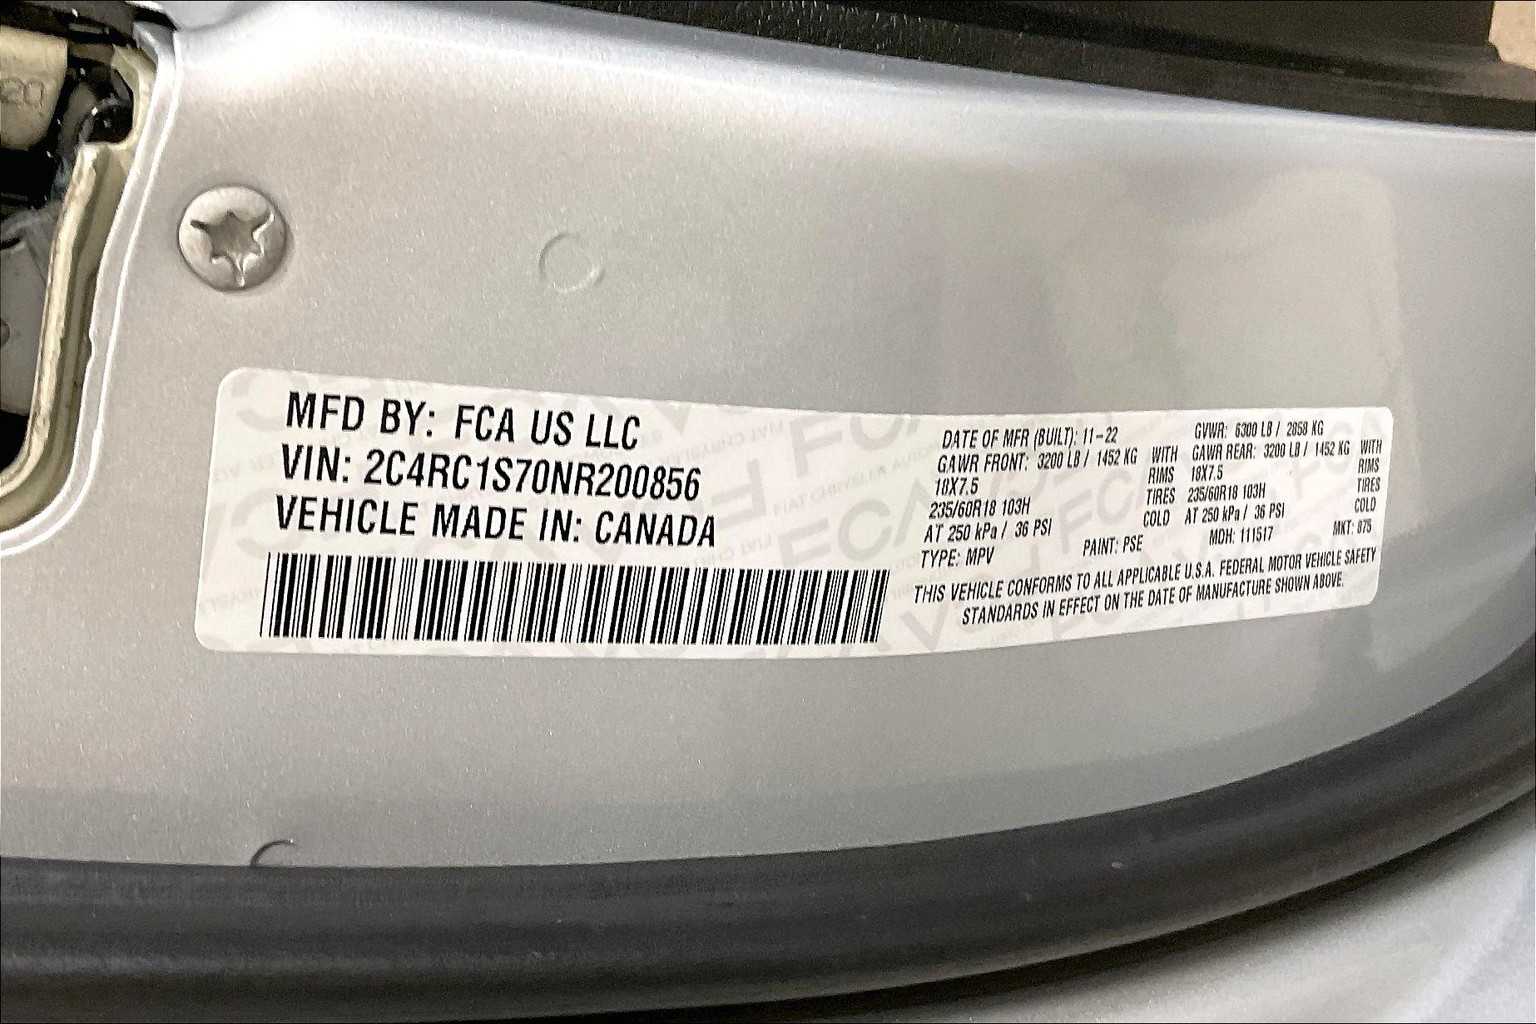 MFD BY: FCA US LLC
VIN: 2C4RC1S70NR200856
VEHICLE MADE IN: CANADA
DATE OF MFR (BUILT): 11-22 GVWR: 6300 LB / 2858 KG
GAWR FRONT: 3200 LB / 1452 KG WITH GAWR REAR: 3200 LB / 1452 KG WITH
18X7.5 RIMS 18X7.5 RIMS
235/60R18 103H TIRES 235/60R18 103H TIRES
AT 250 kPa / 36 PSI COLD AT 250 kPa / 36 PSI COLD
TYPE: MPV PAINT: PSE MDH: 111517 MKT: 875
THIS VEHICLE CONFORMS TO ALL APPLICABLE U.S.A. FEDERAL MOTOR VEHICLE SAFETY
STANDARDS IN EFFECT ON THE DATE OF MANUFACTURE SHOWN ABOVE.